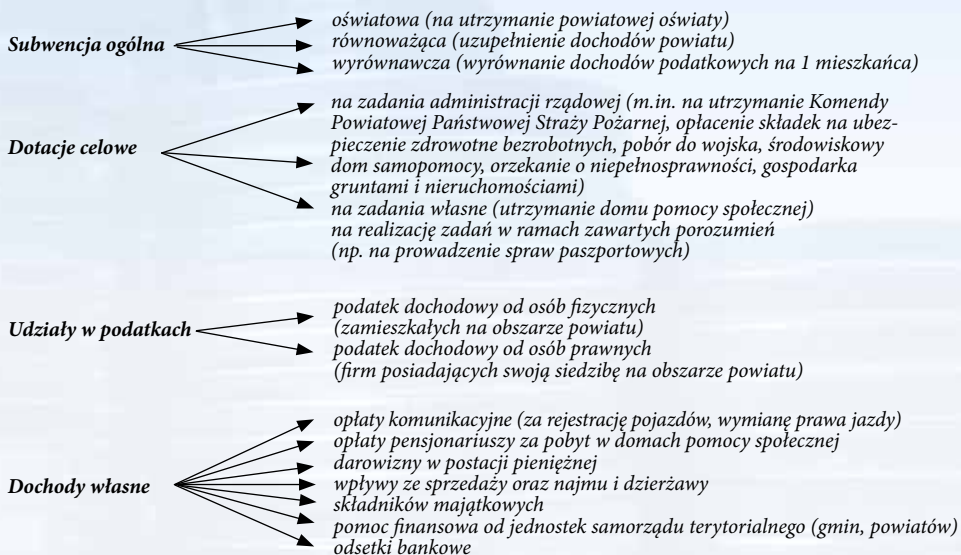 Subwencja ogólna
oświatowa (na utrzymanie powiatowej oświaty)
równoważąca (uzupełnienie dochodów powiatu)
wyrównawcza (wyrównanie dochodów podatkowych na 1 mieszkańca)
Dotacje celowe
na zadania administracji rządowej (m.in. na utrzymanie Komendy
Powiatowej Państwowej Straży Pożarnej, opłacenie składek na ubez-
pieczenie zdrowotne bezrobotnych, pobór do wojska, środowiskowy
dom samopomocy, orzekanie o niepełnosprawności, gospodarka
gruntami i nieruchomościami)
na zadania własne (utrzymanie domu pomocy społecznej)
na realizację zadań w ramach zawartych porozumień
(np. na prowadzenie spraw paszportowych)
Udziały w podatkach
podatek dochodowy od osób fizycznych
(zamieszkałych na obszarze powiatu)
podatek dochodowy od osób prawnych
(firm posiadających swoją siedzibę na obszarze powiatu)
Dochody własne
opłaty komunikacyjne (za rejestrację pojazdów, wymianę prawa jazdy)
opłaty pensjonariuszy za pobyt w domach pomocy społecznej
darowizny w postacji pieniężnej
wpływy ze sprzedaży oraz najmu i dzierżawy
składników majątkowych
pomoc finansowa od jednostek samorządu terytorialnego (gmin, powiatów)
odsetki bankowe